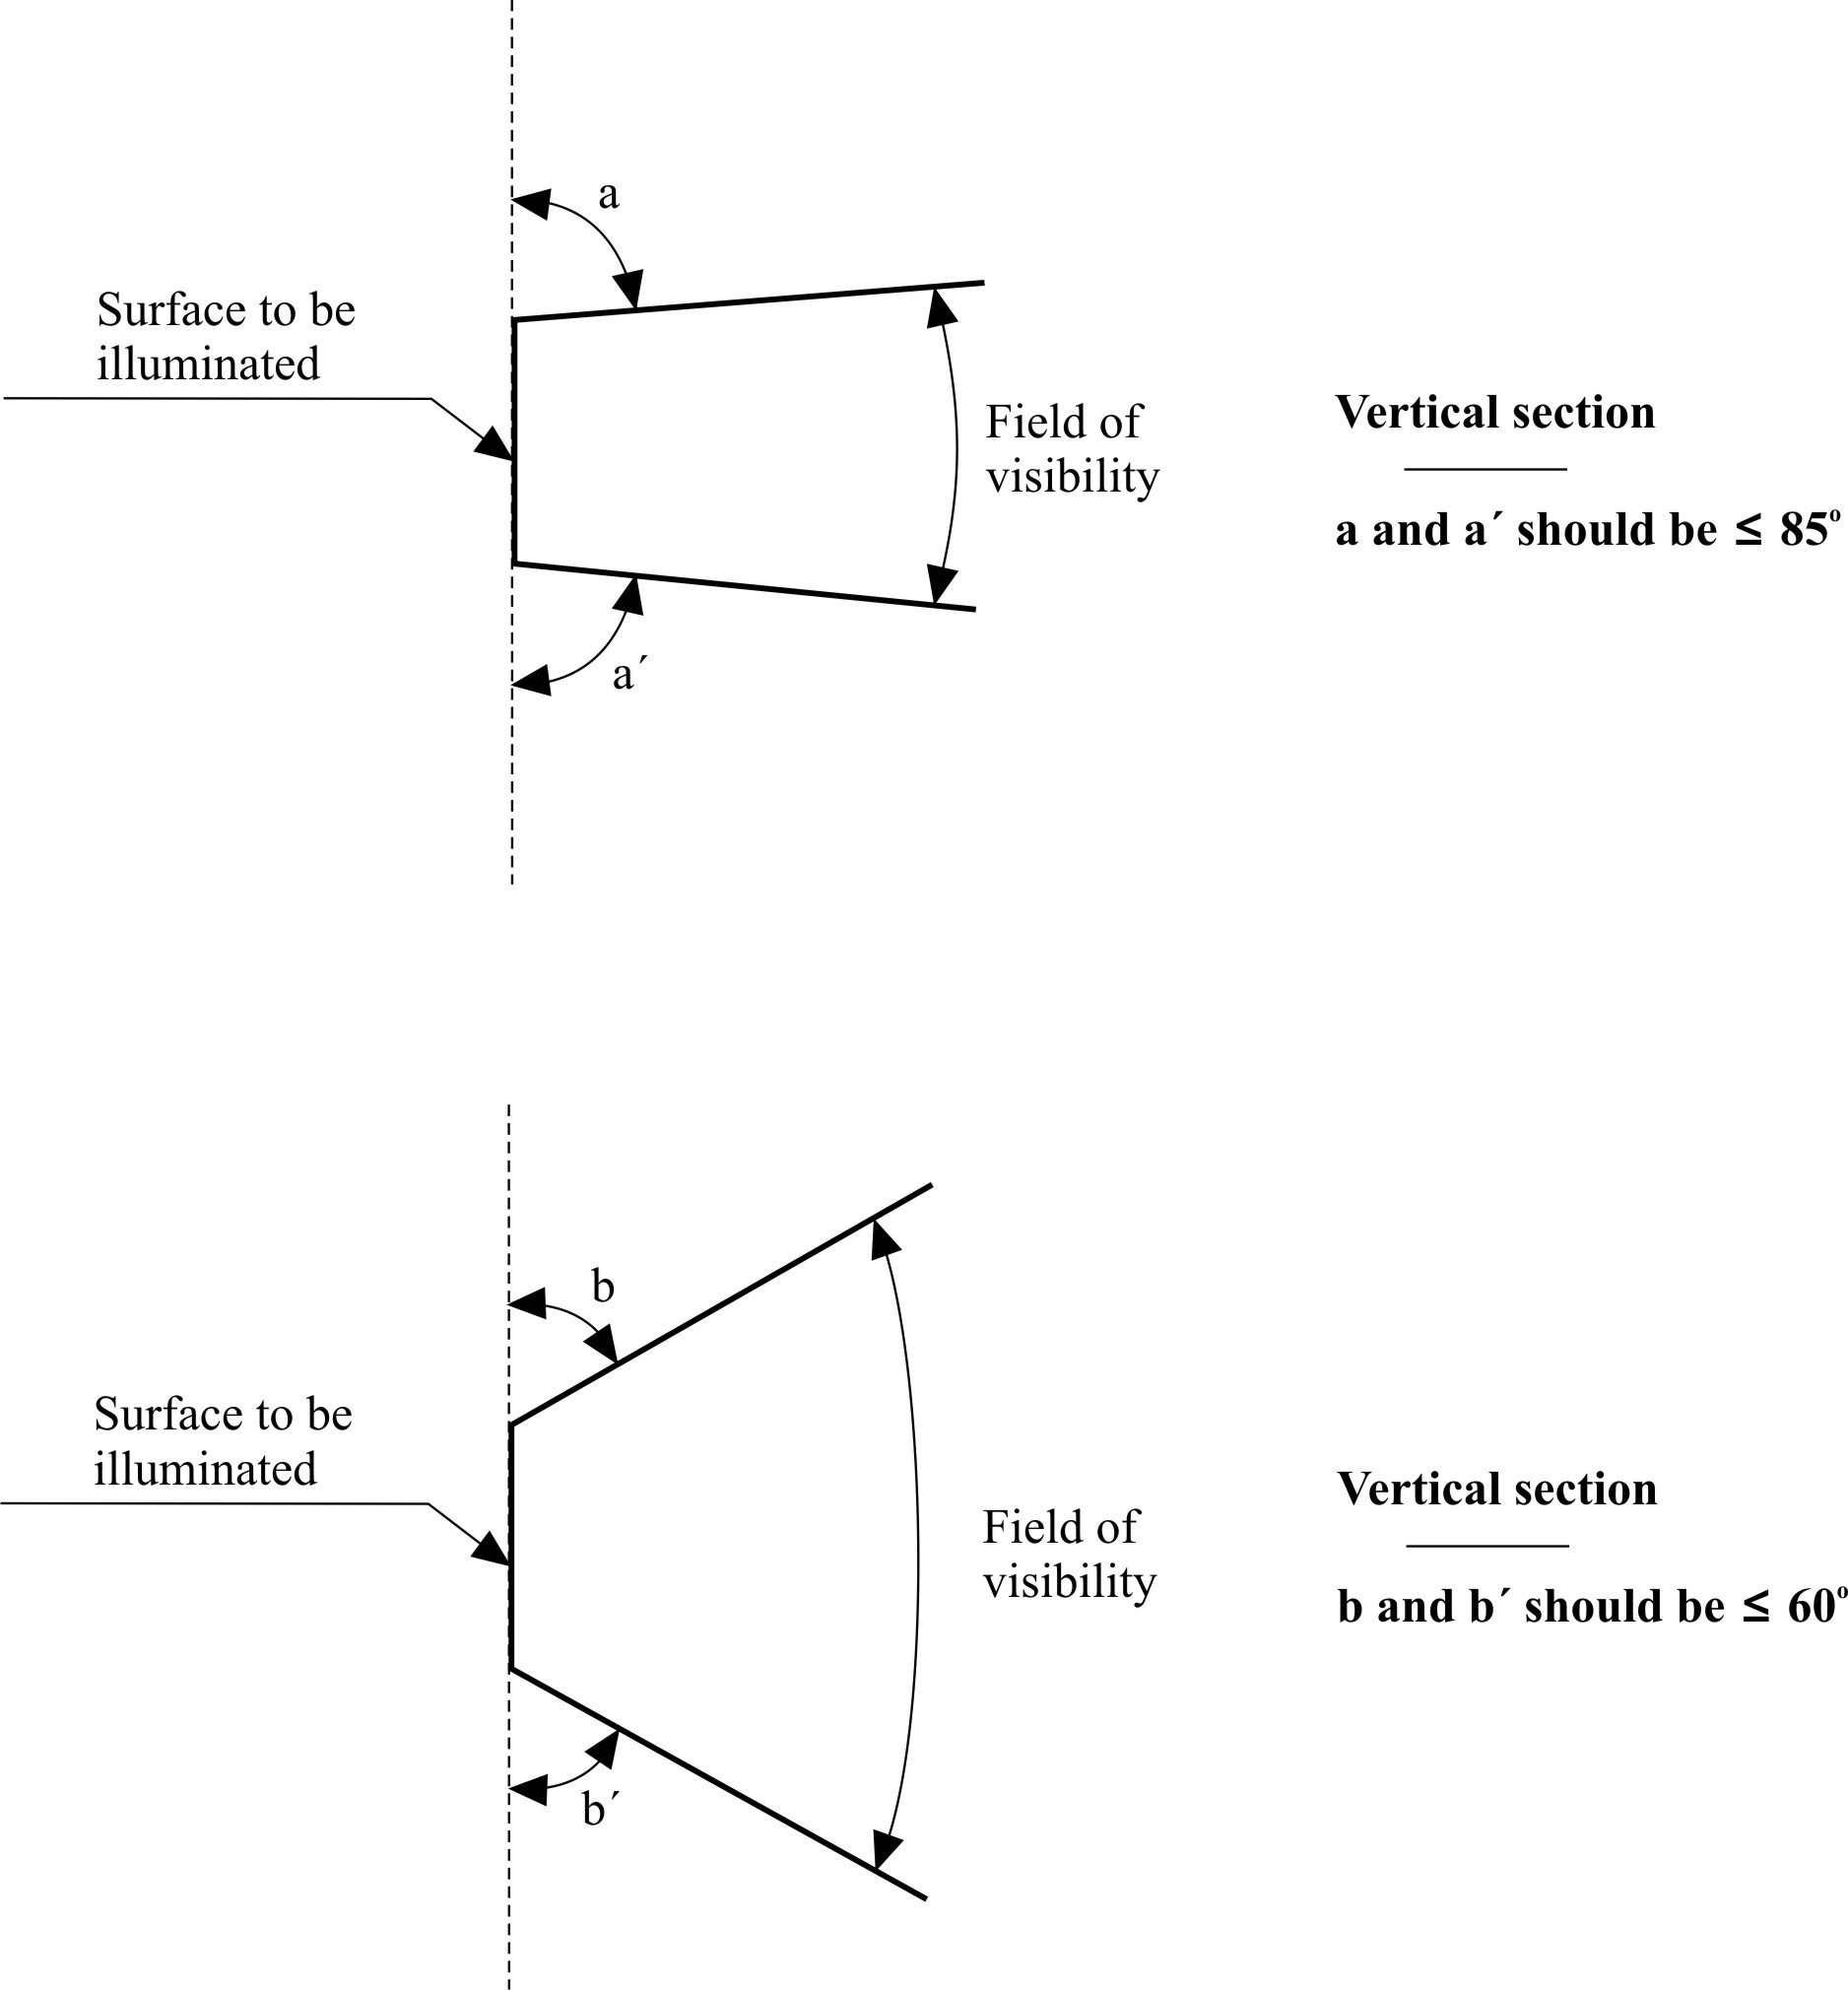 a
Surface to be
illuminated
Field of
visibility
Vertical section
a and a´ should be ≤ 85º
a´
b
Surface to be
illuminated
Field of
visibility
Vertical section
b and b´ should be ≤ 60º
b´